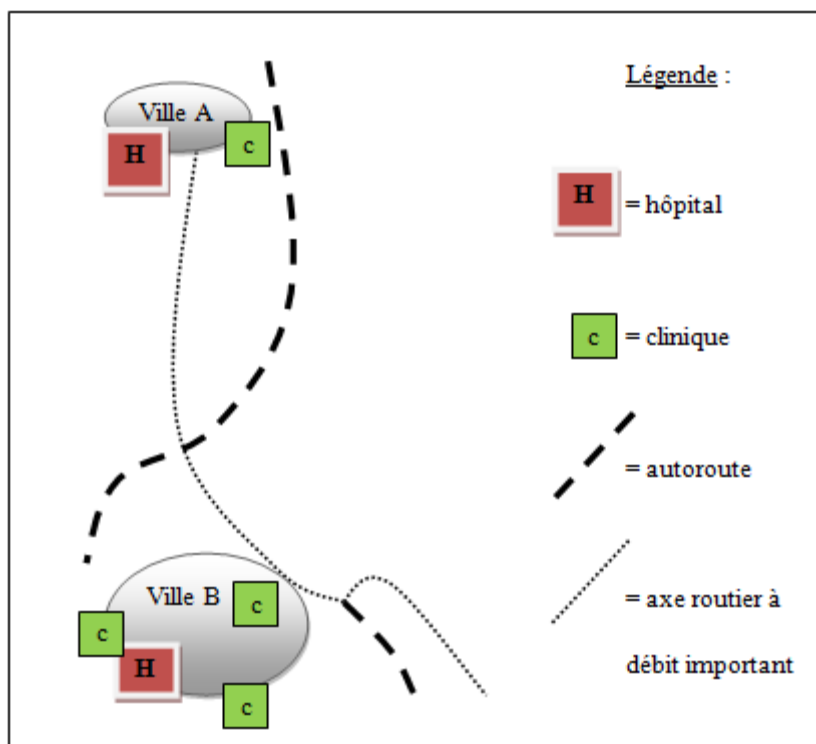 Légende :
Ville A
H
c
H
= hôpital
c
= clinique
= autoroute
Ville B
c
c
H
c
= axe routier à
débit important